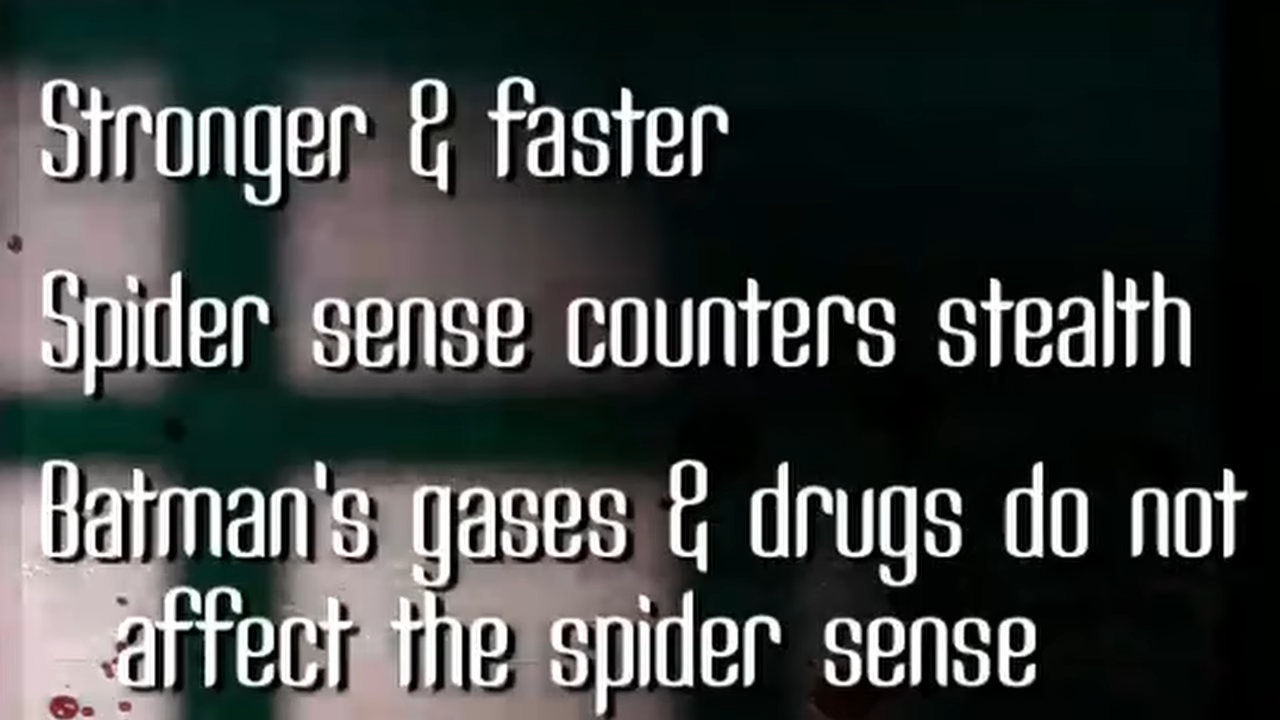 Stronger & faster
Spider sense counters stealth
Batman's gases & drugs do not
affect the spider sense